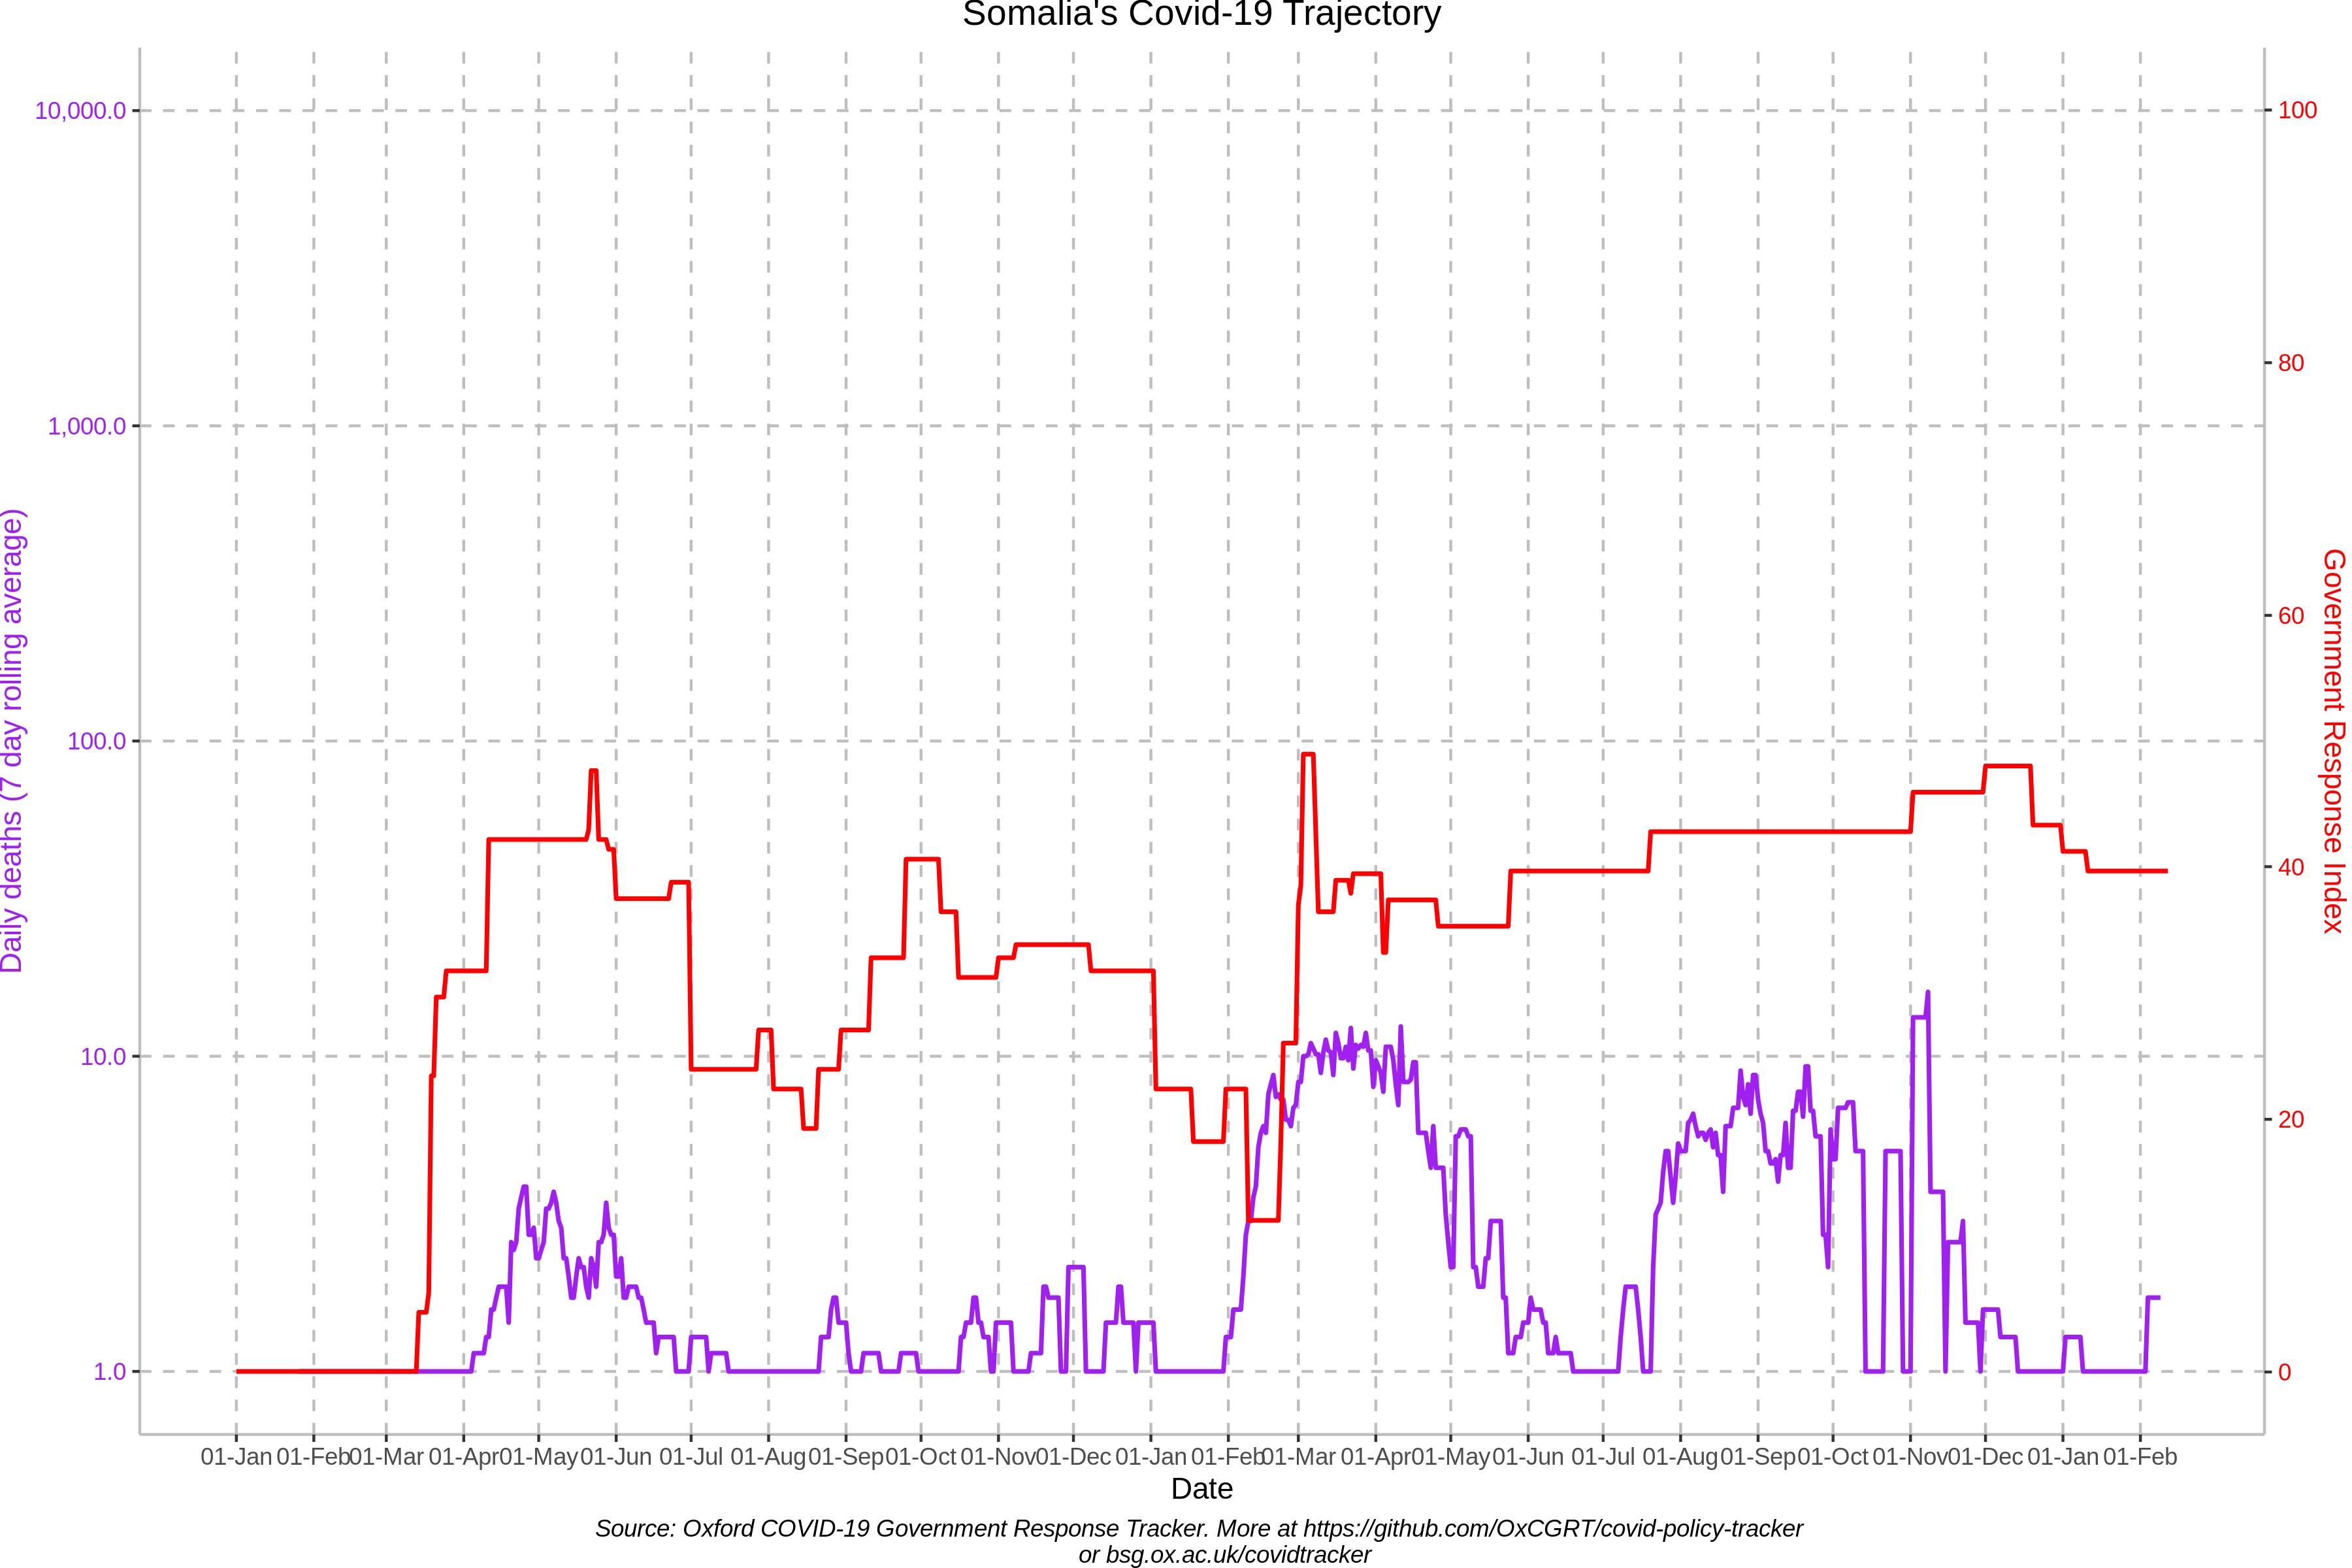 Somalia's Covid-19 Trajectory
10,000.0
1,000.0
100.0
10.0
1.0
Daily deaths (7 day rolling average)
100
80
60
40
20
0
Government Response Index
01-Jan 01-Feb 01-Mar 01-Apr 01-May 01-Jun 01-Jul 01-Aug 01-Sep 01-Oct 01-Nov 01-Dec 01-Jan 01-Feb 01-Mar 01-Apr 01-May 01-Jun 01-Jul 01-Aug 01-Sep 01-Oct 01-Nov 01-Dec 01-Jan 01-Feb
Date
Source: Oxford COVID-19 Government Response Tracker. More at https://github.com/OxCGRT/covid-policy-tracker
or bsg.ox.ac.uk/covidtracker